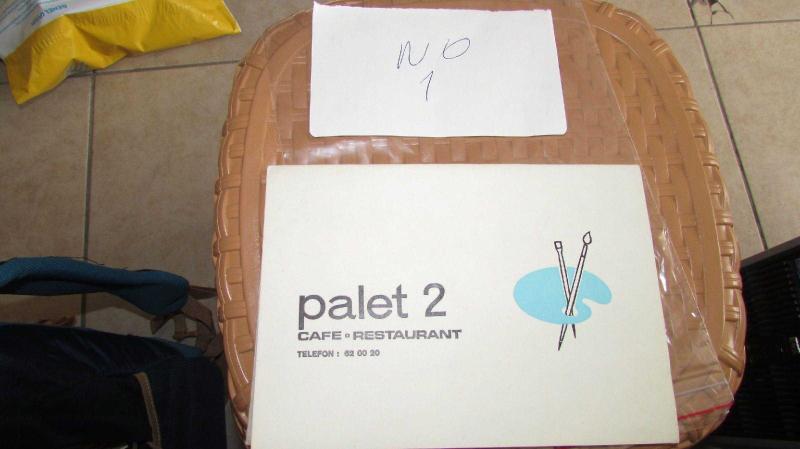 NO
1
palet 2
CAFE • RESTAURANT
TELEFON : 62 00 20